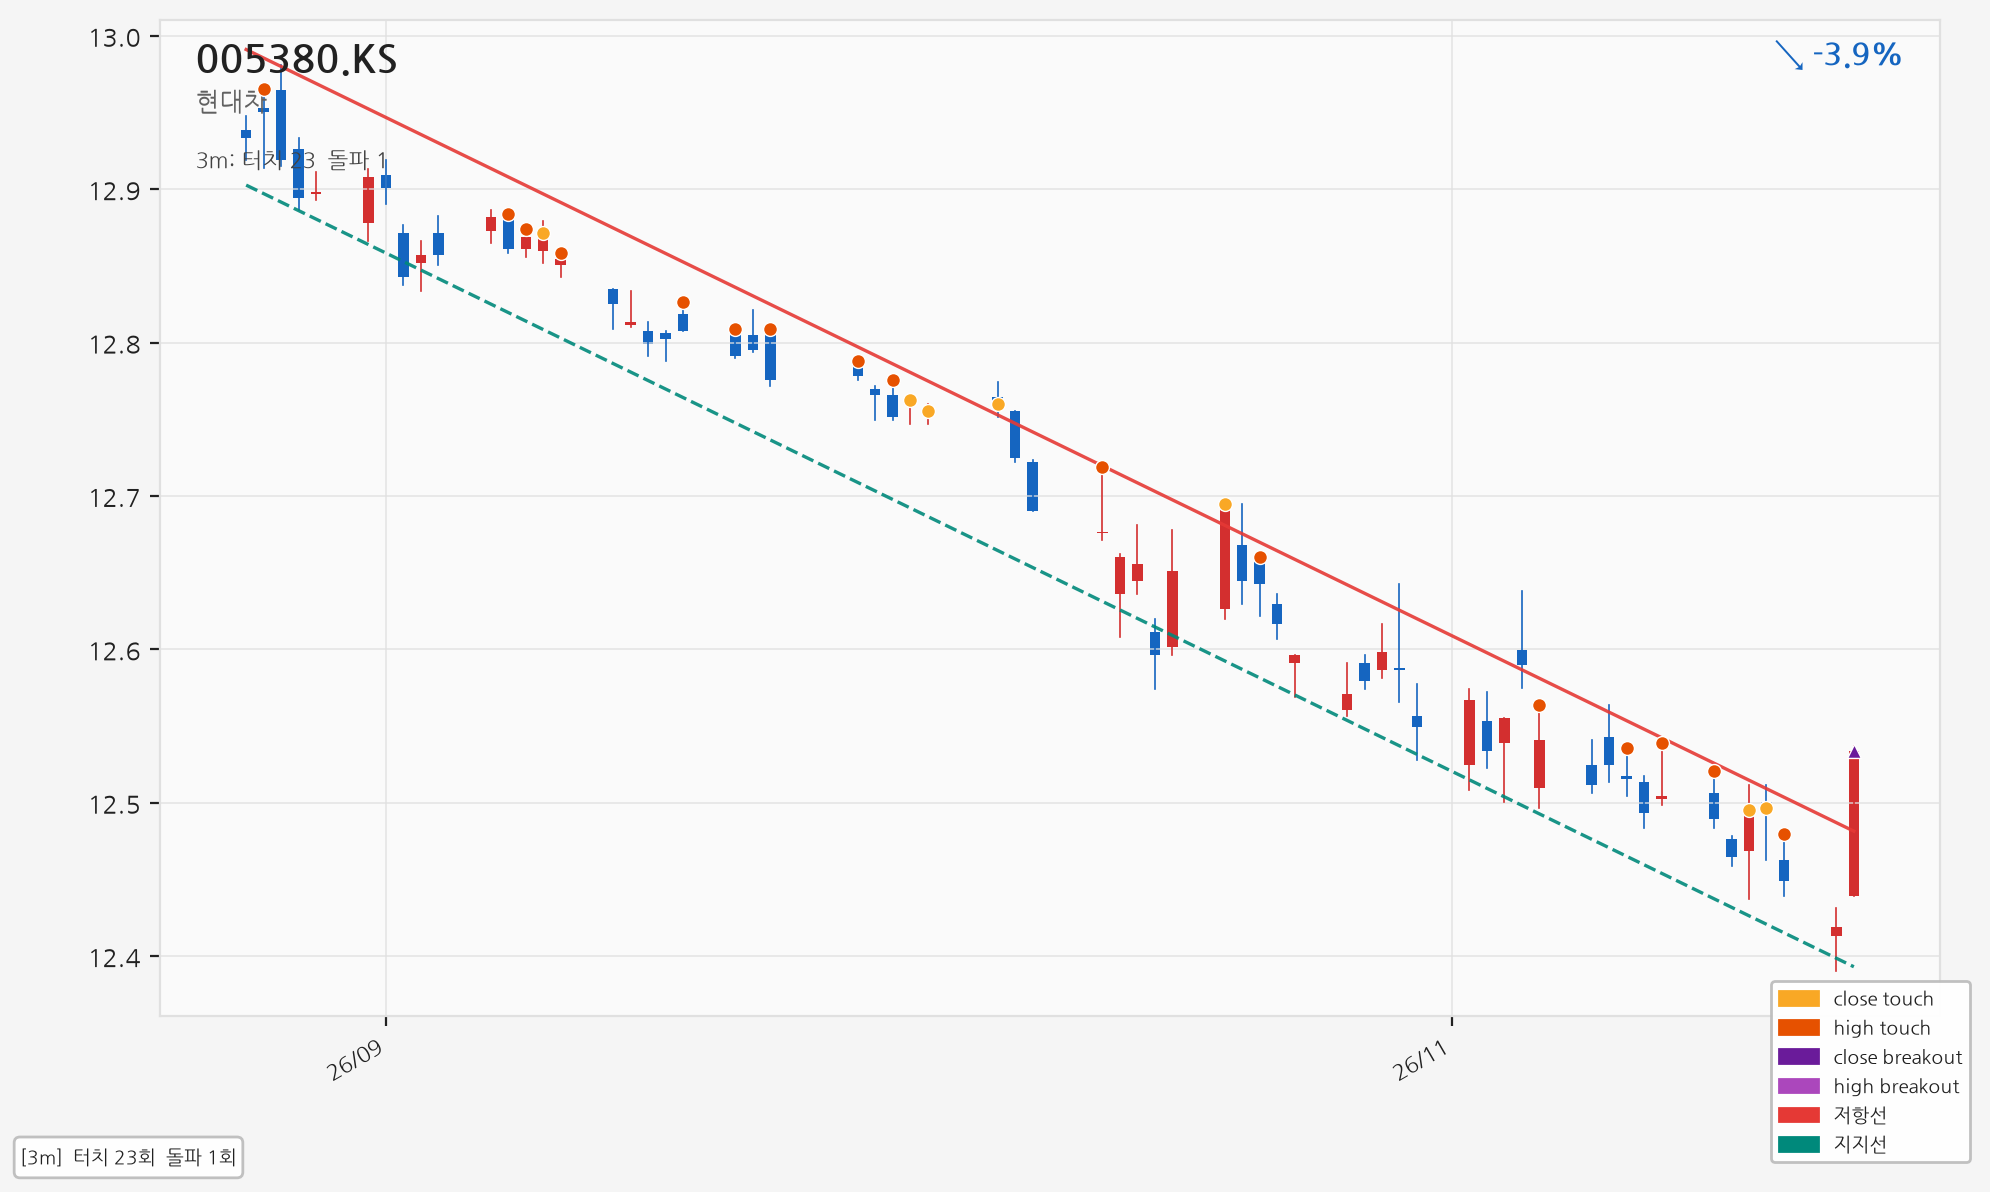 005380.KS
현대차
3m: 터치 23 돌파 1
-3.9%
13.0
12.9
12.8
12.7
12.6
12.5
12.4
26/09
26/11
close touch
high touch
close breakout
high breakout
저항선
지지선
[3m] 터치 23회 돌파 1회